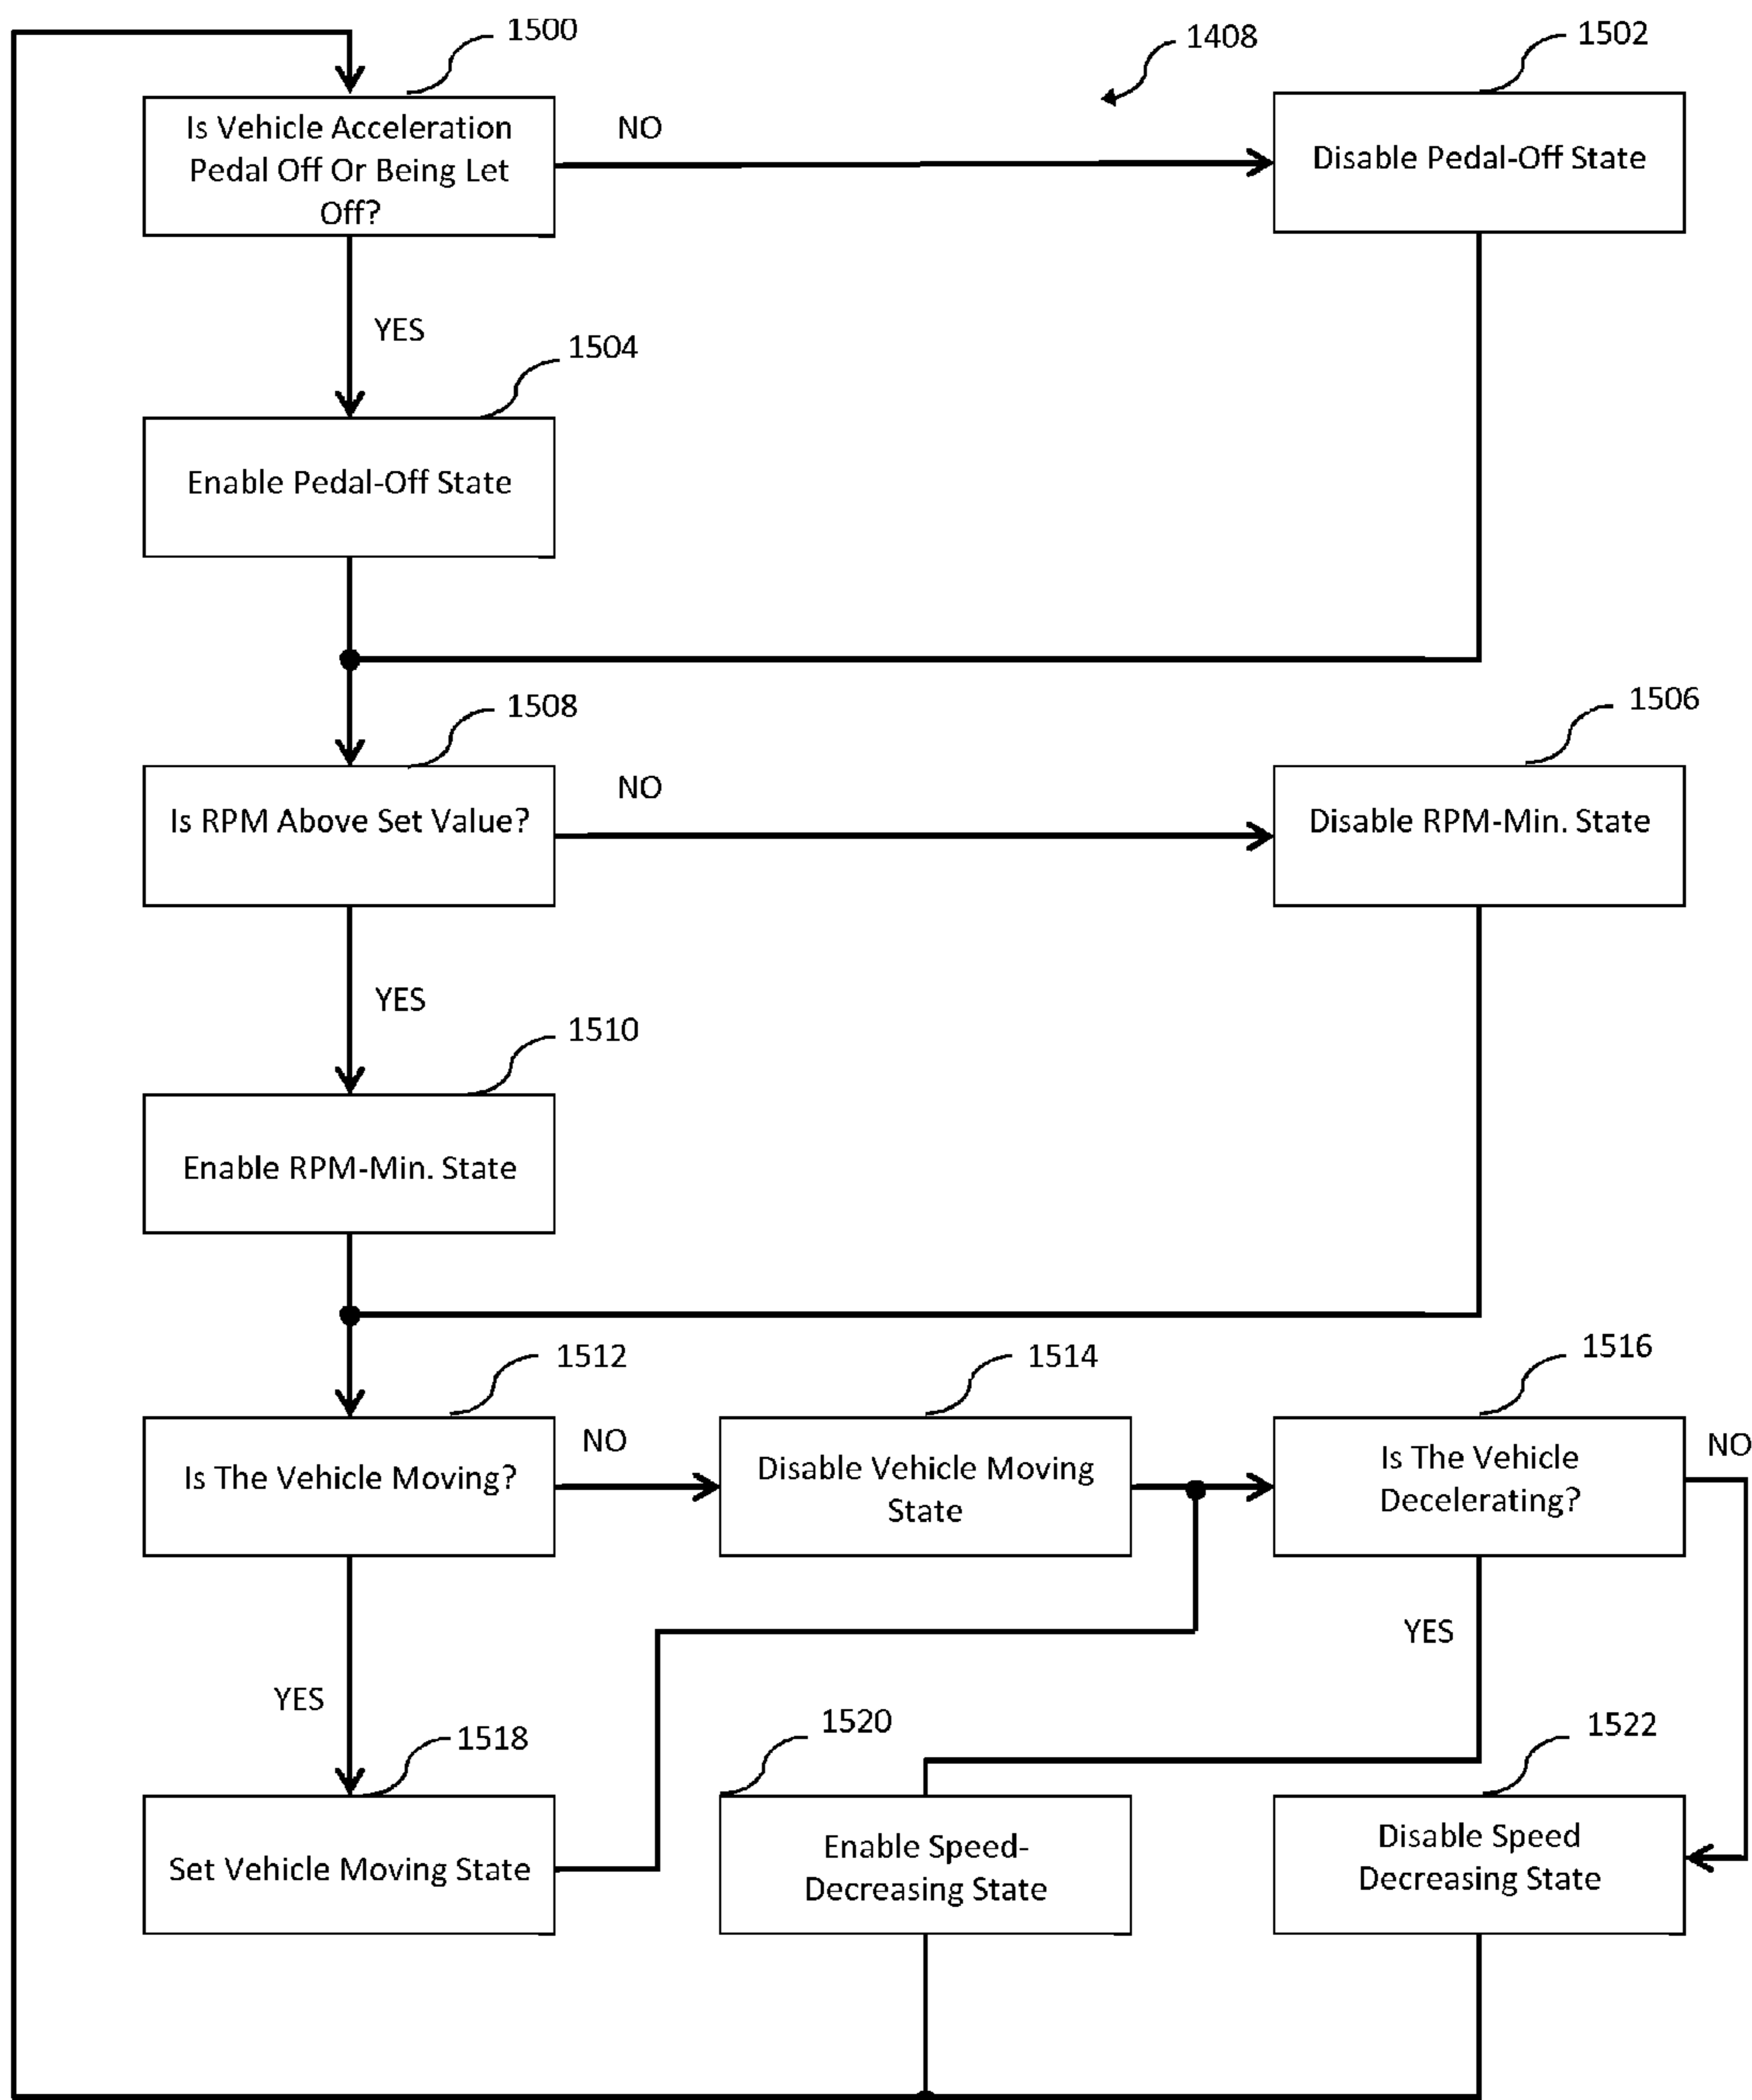 1500
1408
1502
Is Vehicle Acceleration
Pedal Off Or Being Let
Off?
NO
Disable Pedal-Off State
YES
1504
Enable Pedal-Off State
1508
1506
Is RPM Above Set Value?
NO
Disable RPM-Min. State
YES
1510
Enable RPM-Min. State
1512
1514
1516
Is The Vehicle Moving?
NO
Disable Vehicle Moving
State
Is The Vehicle
Decelerating?
NO
YES
YES
1518
1520
1522
Set Vehicle Moving State
Enable Speed-
Decreasing State
Disable Speed
Decreasing State